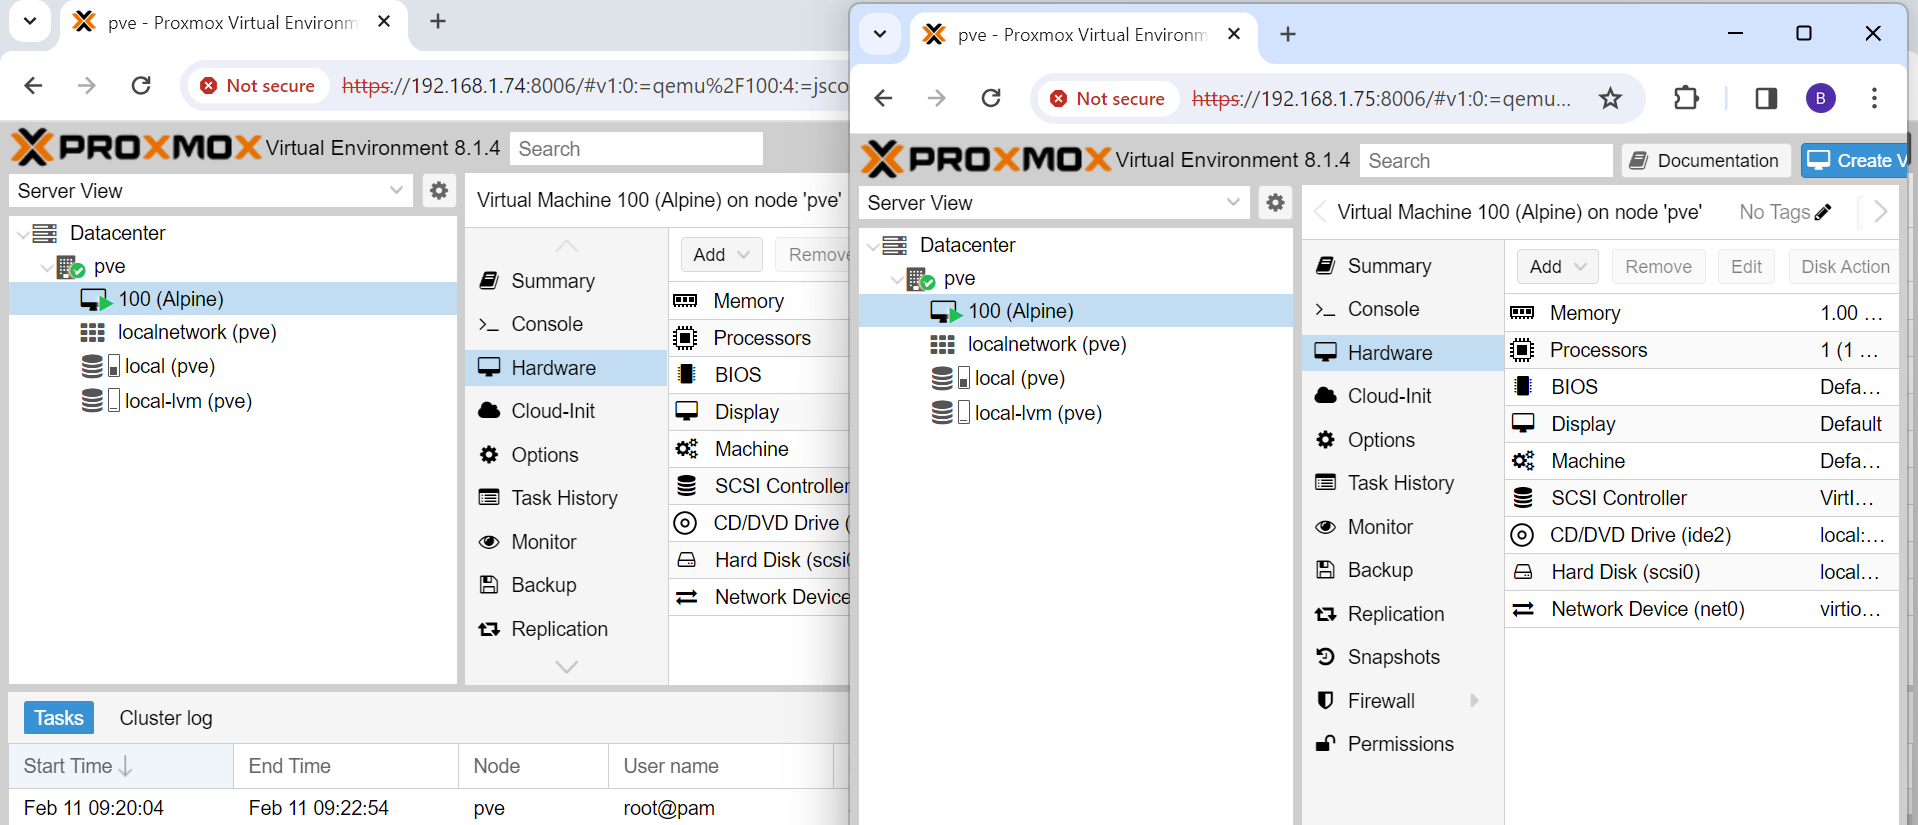 pve - Proxmox Virtual Environm
Not secure
https://192.168.1.74:8006/#v1:0:=qemu%2F100:4:=jsco
PROXMOX Virtual Environment 8.1.4
Search
Server View
Datacenter
pve
100 (Alpine)
localnetwork (pve)
local (pve)
local-lvm (pve)
Virtual Machine 100 (Alpine) on node 'pve'
Summary
Console
Hardware
Cloud-Init
Options
Task History
Monitor
Backup
Replication
Add
Remove
Memory
Processors
BIOS
Display
Machine
SCSI Controller
CD/DVD Drive (
Hard Disk (scsi0
Network Device
Tasks
Cluster log
Start Time
End Time
Node
User name
Feb 11 09:20:04
Feb 11 09:22:54
pve
root@pam
pve - Proxmox Virtual Environm
Not secure
https://192.168.1.75:8006/#v1:0:=qemu...
B
PROXMOX Virtual Environment 8.1.4
Search
Documentation
Create V
Server View
Datacenter
pve
100 (Alpine)
localnetwork (pve)
local (pve)
local-lvm (pve)
Virtual Machine 100 (Alpine) on node 'pve'
No Tags
Summary
Console
Hardware
Cloud-Init
Options
Task History
Monitor
Backup
Replication
Snapshots
Firewall
Permissions
Add
Remove
Edit
Disk Action
Memory 1.00 ...
Processors 1 (1 ...
BIOS Defa...
Display Default
Machine Defa...
SCSI Controller VirtI...
CD/DVD Drive (ide2) local:...
Hard Disk (scsi0) local...
Network Device (net0) virtio...